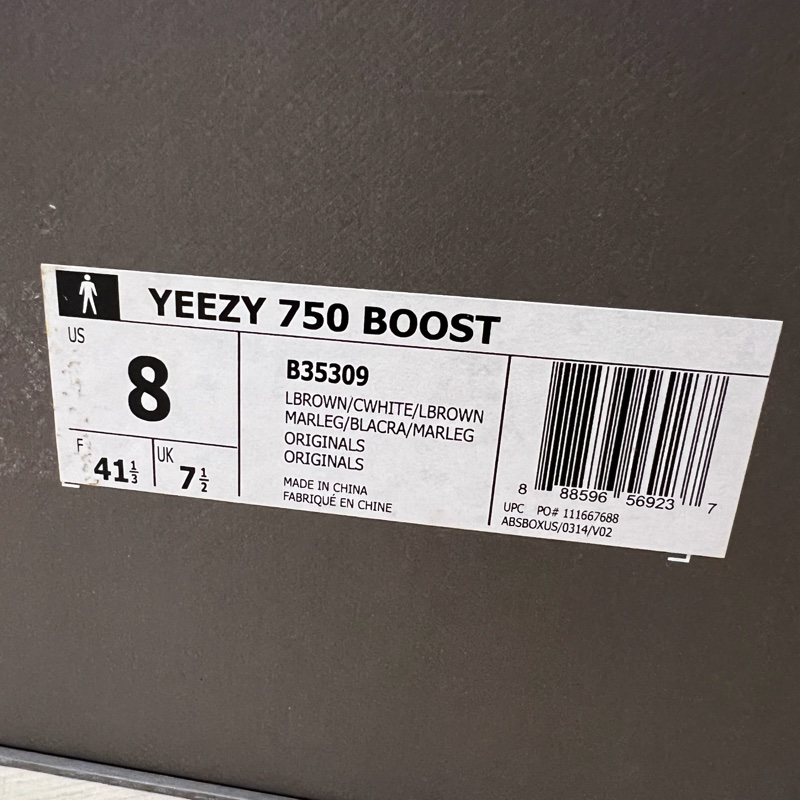 YEEZY 750 BOOST
US
8
F
41 1/3
UK
7 1/2
B35309
LBROWN/CWHITE/LBROWN
MARLEG/BLACRA/MARLEG
ORIGINALS
ORIGINALS
MADE IN CHINA
FABRIQUÉ EN CHINE
8 88596 56923 7
UPC PO# 111667688
ABSBOXUS/0314/V02